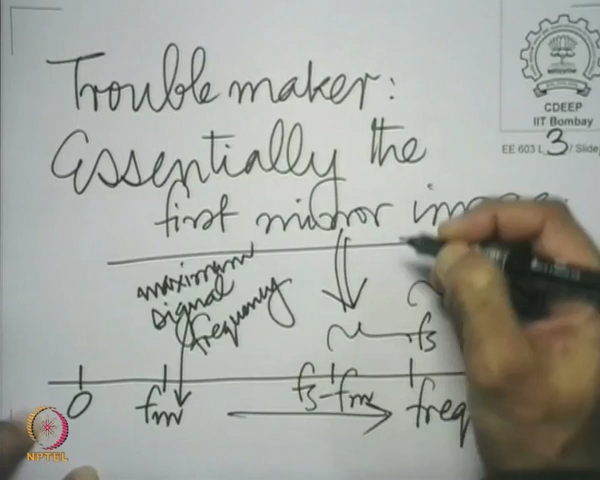 Trouble maker:
Essentially the
first mirror image
maximum
signal
frequency
fs
0
fm
fs-fm
freq
CDEEP
IIT Bombay
EE 603 L 3 / Slide
NPTEL